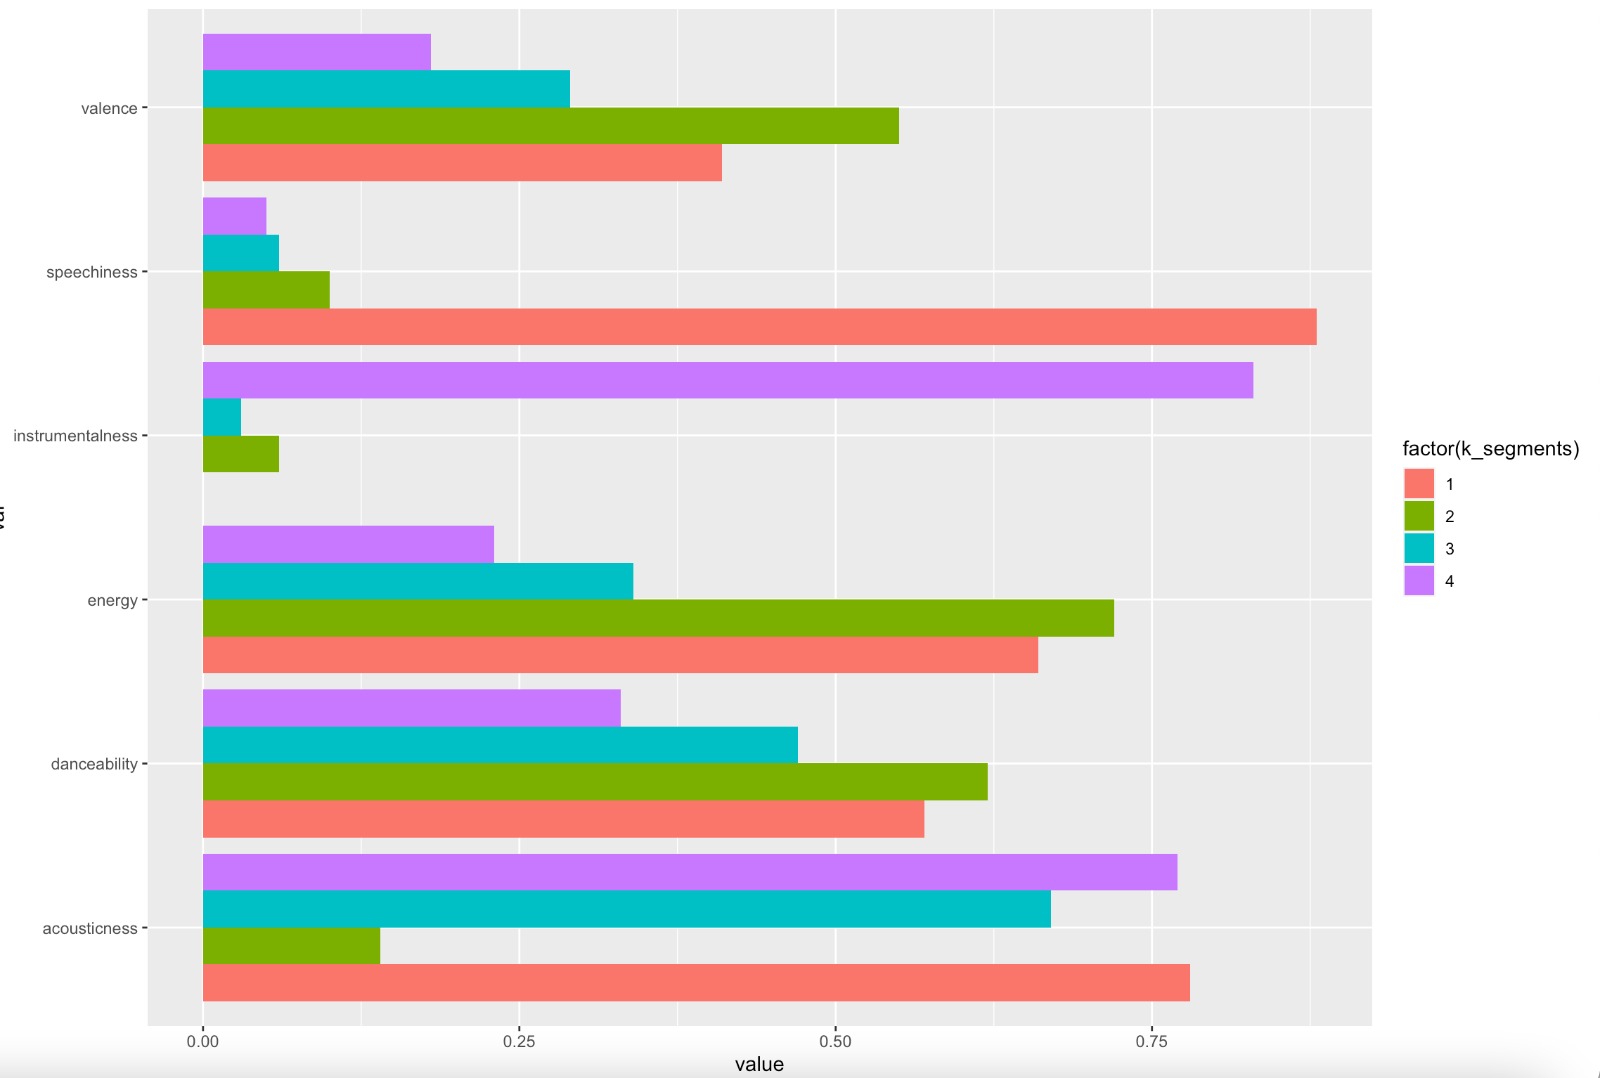 valence
speechiness
instrumentalness
energy
danceability
acousticness
0.00
0.25
0.50
0.75
value
factor(k_segments)
1
2
3
4